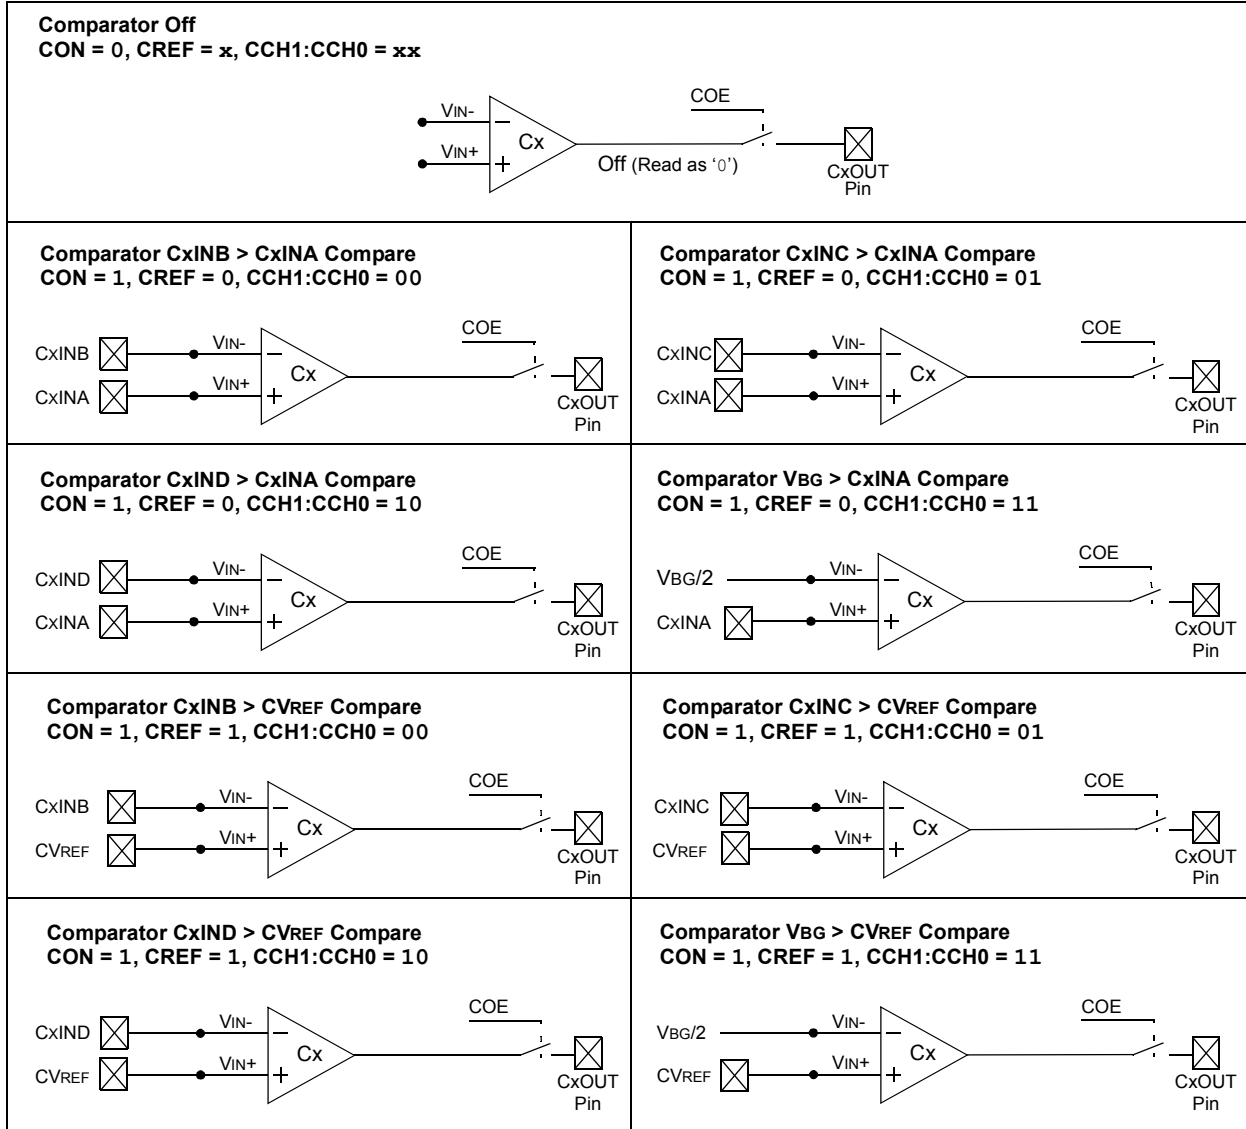 Comparator Off
CON = 0, CREF = x, CCH1:CCH0 = xx
COE
VIN-
VIN+
Cx
Off (Read as ‘0’)
CxOUT
Pin
Comparator CxINB > CxINA Compare
CON = 1, CREF = 0, CCH1:CCH0 = 00
COE
CxINB
VIN-
CxINA
VIN+
Cx
CxOUT
Pin
Comparator CxINC > CxINA Compare
CON = 1, CREF = 0, CCH1:CCH0 = 01
COE
CxINC
VIN-
CxINA
VIN+
Cx
CxOUT
Pin
Comparator CxIND > CxINA Compare
CON = 1, CREF = 0, CCH1:CCH0 = 10
COE
CxIND
VIN-
CxINA
VIN+
Cx
CxOUT
Pin
Comparator VBG > CxINA Compare
CON = 1, CREF = 0, CCH1:CCH0 = 11
COE
VBG/2
VIN-
CxINA
VIN+
Cx
CxOUT
Pin
Comparator CxINB > CVREF Compare
CON = 1, CREF = 1, CCH1:CCH0 = 00
COE
CxINB
VIN-
CVREF
VIN+
Cx
CxOUT
Pin
Comparator CxINC > CVREF Compare
CON = 1, CREF = 1, CCH1:CCH0 = 01
COE
CxINC
VIN-
CVREF
VIN+
Cx
CxOUT
Pin
Comparator CxIND > CVREF Compare
CON = 1, CREF = 1, CCH1:CCH0 = 10
COE
CxIND
VIN-
CVREF
VIN+
Cx
CxOUT
Pin
Comparator VBG > CVREF Compare
CON = 1, CREF = 1, CCH1:CCH0 = 11
COE
VBG/2
VIN-
CVREF
VIN+
Cx
CxOUT
Pin